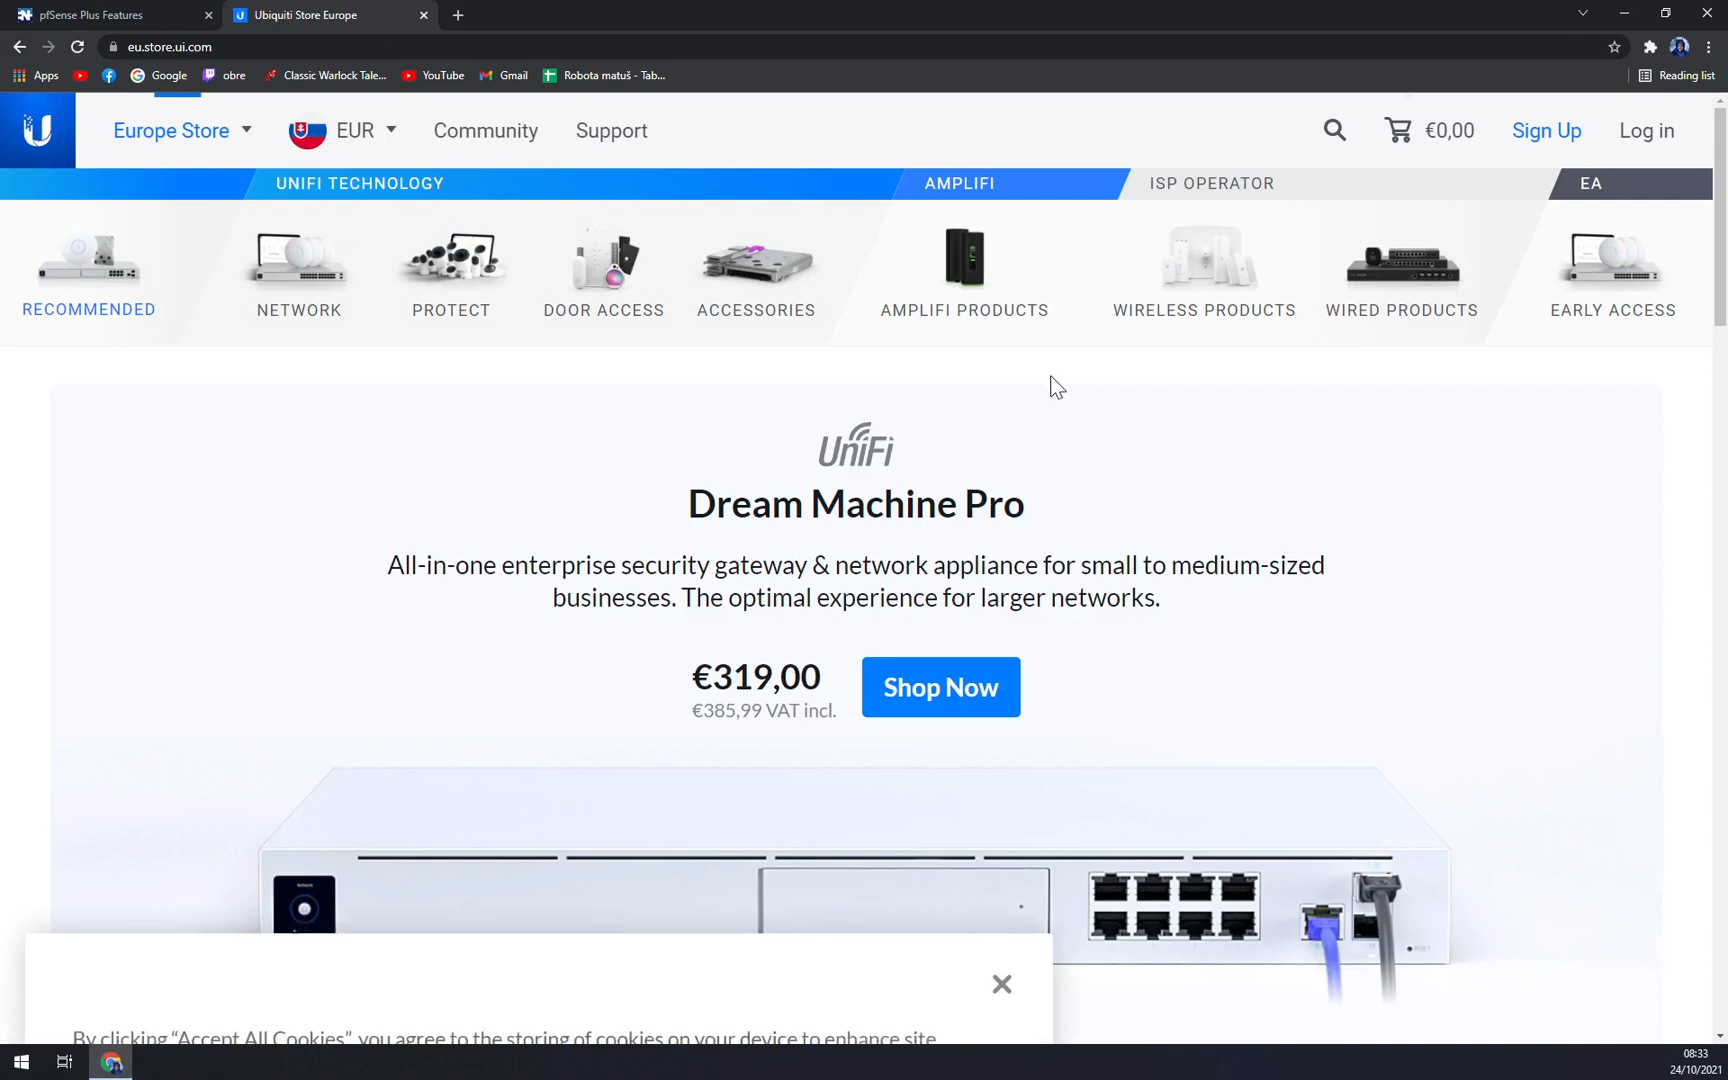 pfSense Plus Features
Ubiquiti Store Europe
eu.store.ui.com
Apps
Google
obre
Classic Warlock Tale...
YouTube
Gmail
Robota matuš - Tab...
Reading list
Europe Store
EUR
Community
Support
€0,00
Sign Up
Log in
UNIFI TECHNOLOGY
AMPLIFI
ISP OPERATOR
EA
RECOMMENDED
NETWORK
PROTECT
DOOR ACCESS
ACCESSORIES
AMPLIFI PRODUCTS
WIRELESS PRODUCTS
WIRED PRODUCTS
EARLY ACCESS
UniFi
Dream Machine Pro
All-in-one enterprise security gateway & network appliance for small to medium-sized
businesses. The optimal experience for larger networks.
€319,00
€385,99 VAT incl.
Shop Now
RESET
By clicking “Accept All Cookies”, you agree to the storing of cookies on your device to enhance site
08:33
24/10/2021